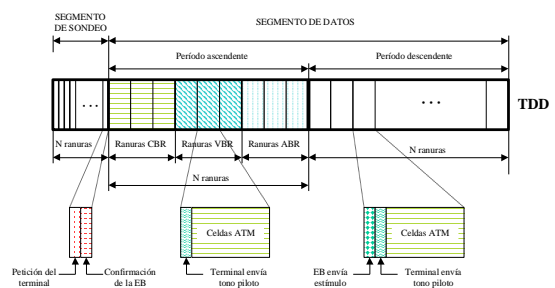 SEGMENTO
DE SONDEO
SEGMENTO DE DATOS
Período ascendente
Período descendente
. . .
. . .
TDD
N ranuras
Ranuras CBR
Ranuras VBR
Ranuras ABR
N ranuras
N ranuras
Celdas ATM
Celdas ATM
Petición del
terminal
Confirmación
de la EB
Terminal envía
tono piloto
EB envía
estímulo
Terminal envía
tono piloto